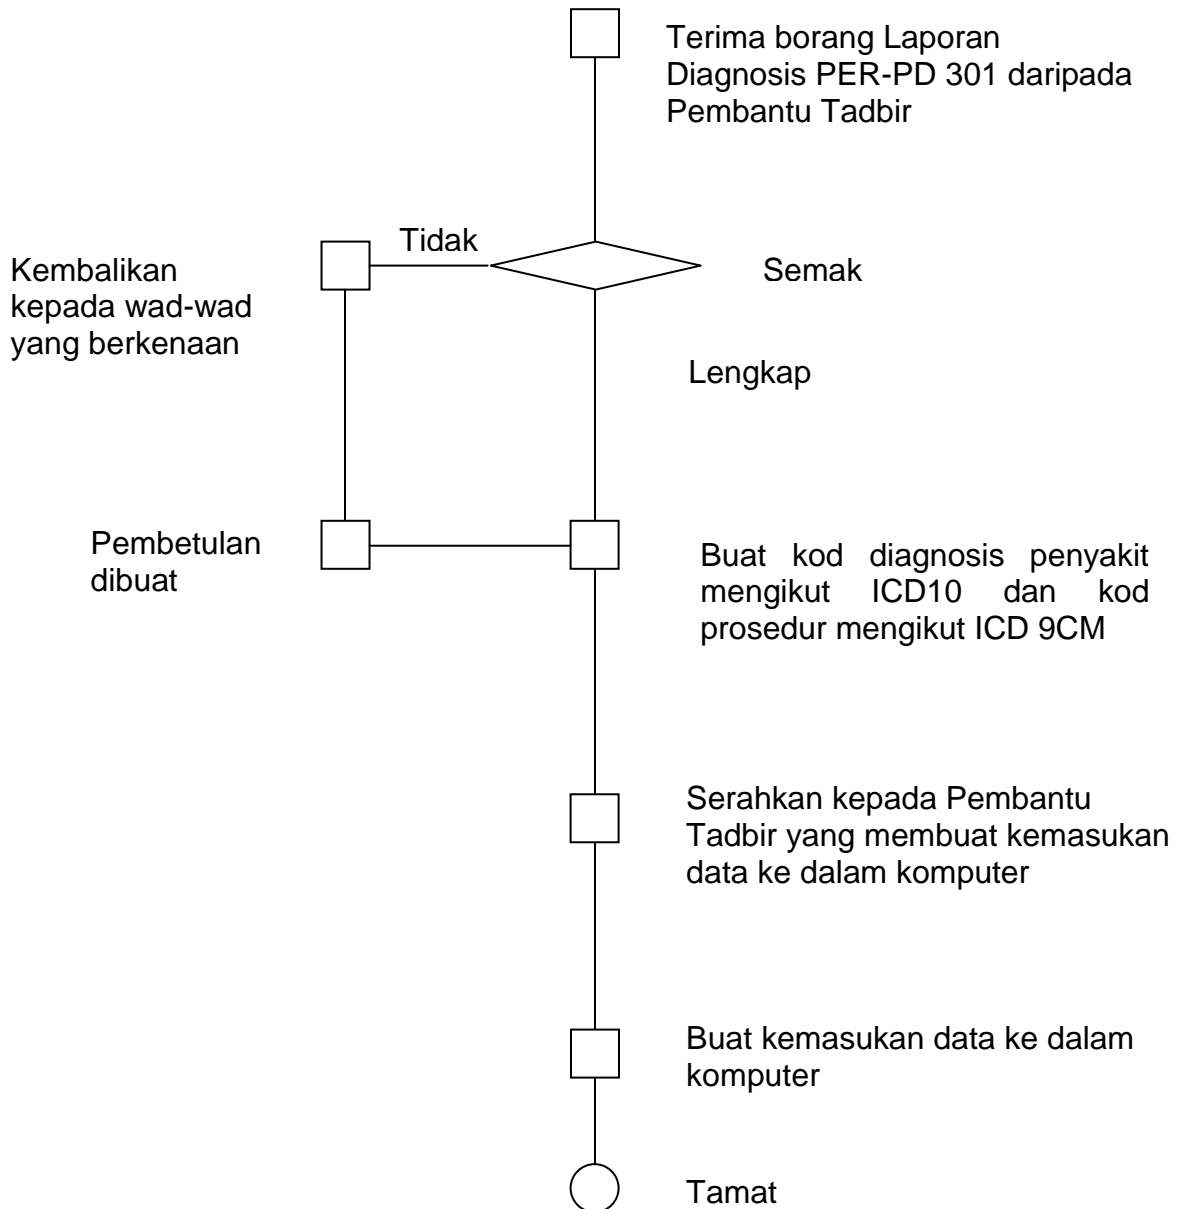 Terima borang Laporan
Diagnosis PER-PD 301 daripada
Pembantu Tadbir
Tidak
Kembalikan
kepada wad-wad
yang berkenaan
Semak
Lengkap
Pembetulan
dibuat
Buat kod diagnosis penyakit
mengikut ICD10 dan kod
prosedur mengikut ICD 9CM
Serahkan kepada Pembantu
Tadbir yang membuat kemasukan
data ke dalam komputer
Buat kemasukan data ke dalam
komputer
Tamat